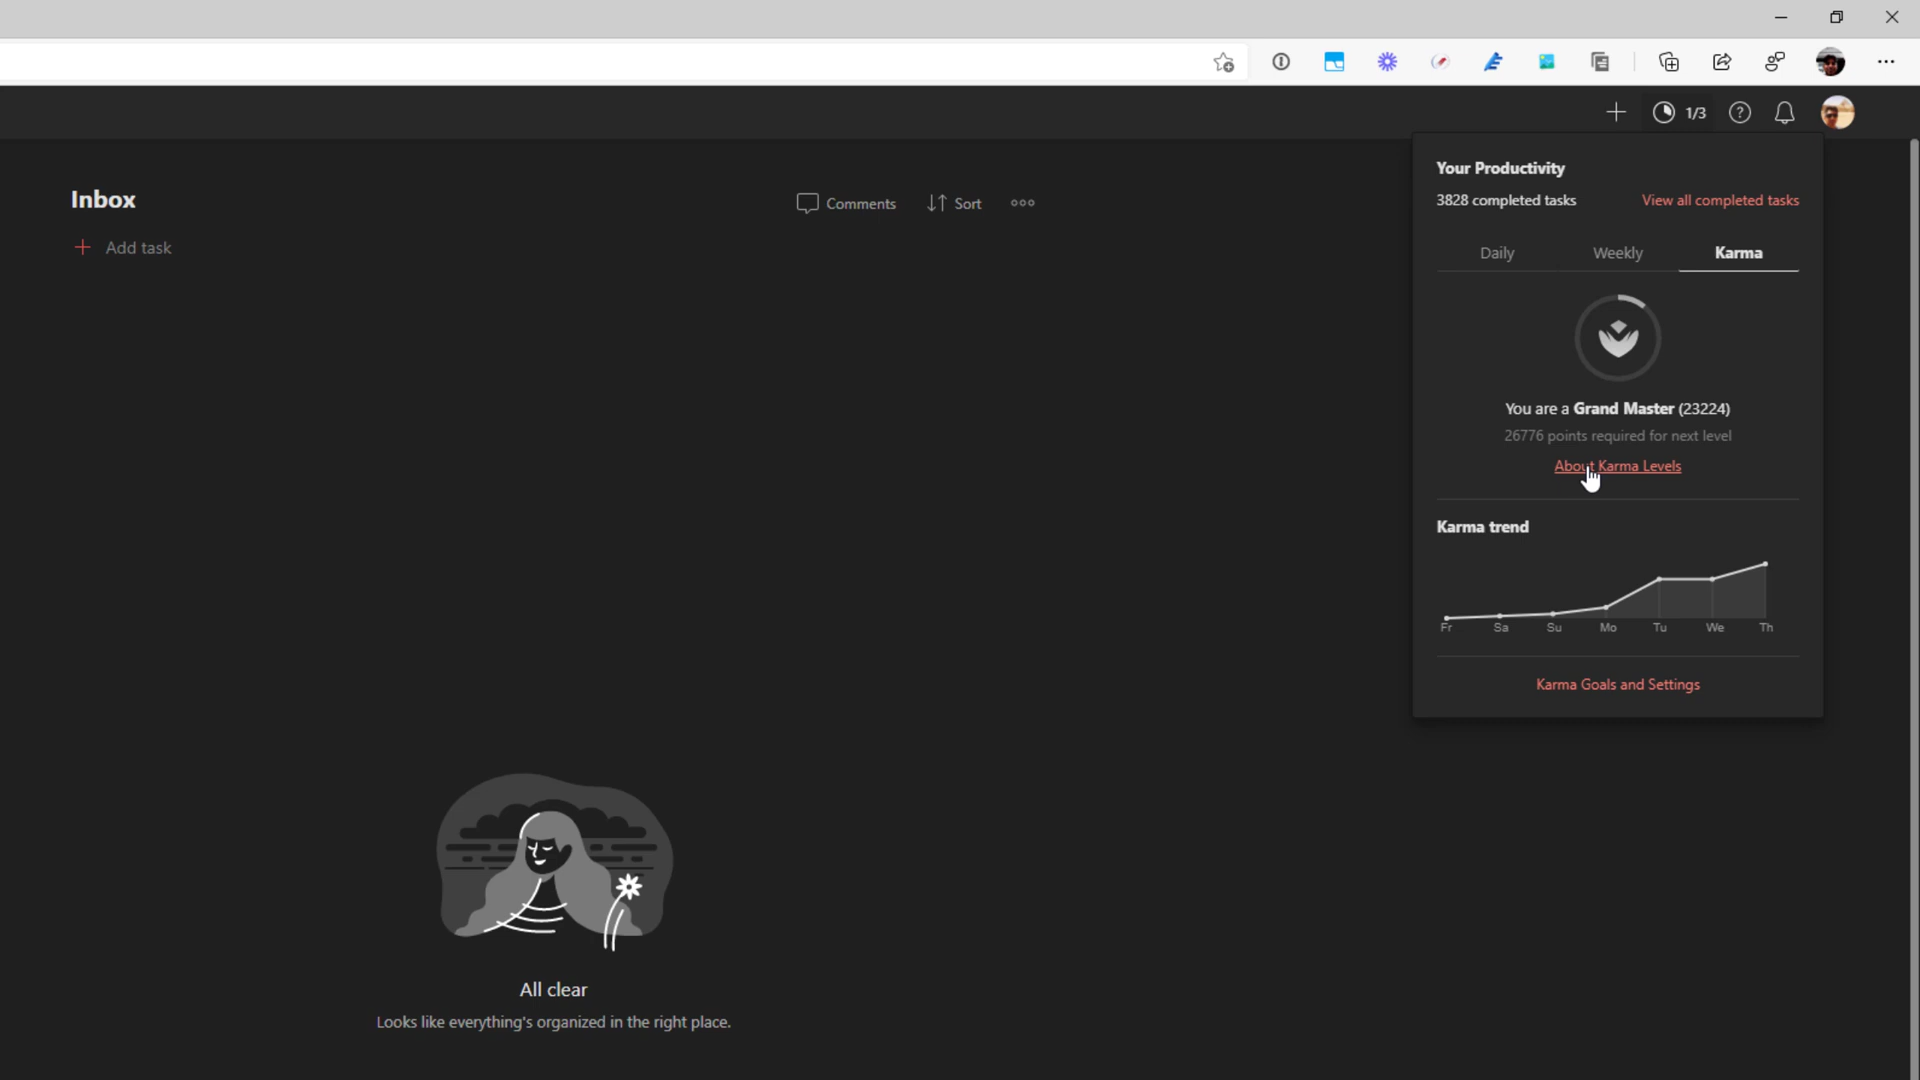 1/3
Inbox
Comments
Sort
Add task
Your Productivity
3828 completed tasks
View all completed tasks
Daily
Weekly
Karma
You are a Grand Master (23224)
26776 points required for next level
About Karma Levels
Karma trend
Fr Sa Su Mo Tu We Th
Karma Goals and Settings
All clear
Looks like everything's organized in the right place.